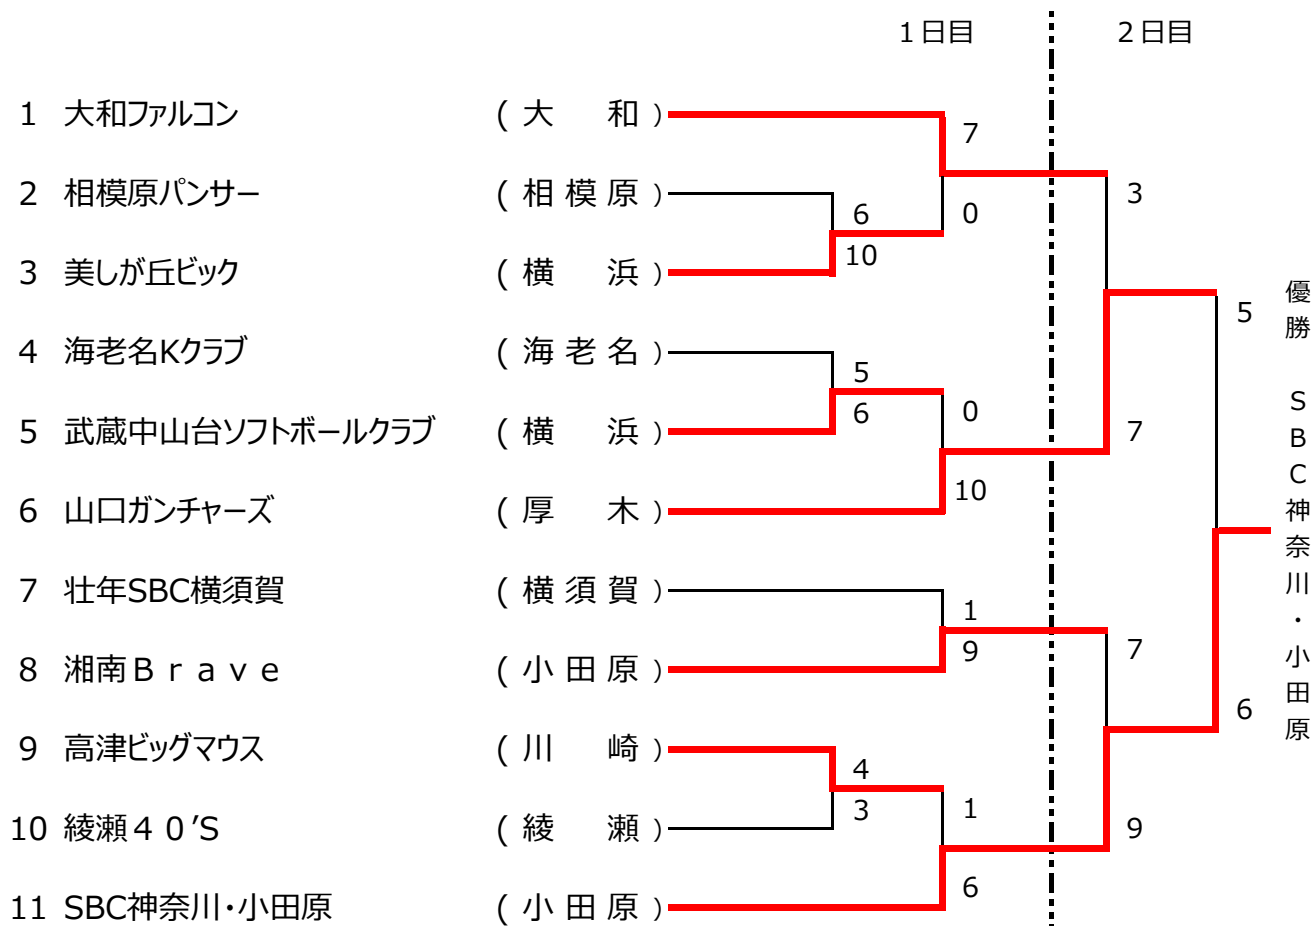 １日目 ２日目
1 大和ファルコン (大 和)
7
2 相模原パンサー (相模原)
3
6 0
10
3 美しが丘ビック (横 浜)
5
4 海老名Kクラブ (海老名)
5
6 0
5 武蔵中山台ソフトボールクラブ (横 浜)
7
10
6 山口ガンチャーズ (厚 木)
7 壮年SBC横須賀 (横須賀)
1
9 7
8 湘南Ｂｒａｖｅ (小田原)
6
9 高津ビッグマウス (川 崎)
4
3 1
9
10 綾瀬４０'S (綾 瀬)
6
11 SBC神奈川・小田原 (小田原)
優勝 ＳＢＣ神奈川・小田原